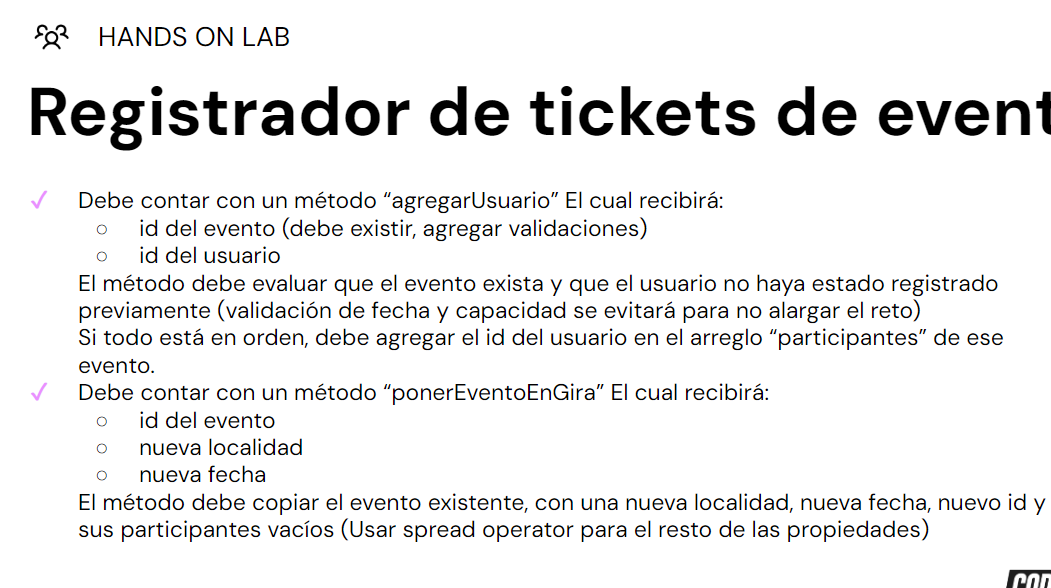 HANDS ON LAB
Registrador de tickets de event
✓ Debe contar con un método “agregarUsuario” El cual recibirá:
○ id del evento (debe existir, agregar validaciones)
○ id del usuario
El método debe evaluar que el evento exista y que el usuario no haya estado registrado
previamente (validación de fecha y capacidad se evitará para no alargar el reto)
Si todo está en orden, debe agregar el id del usuario en el arreglo “participantes” de ese
evento.
✓ Debe contar con un método “ponerEventoEnGira” El cual recibirá:
○ id del evento
○ nueva localidad
○ nueva fecha
El método debe copiar el evento existente, con una nueva localidad, nueva fecha, nuevo id y
sus participantes vacíos (Usar spread operator para el resto de las propiedades)